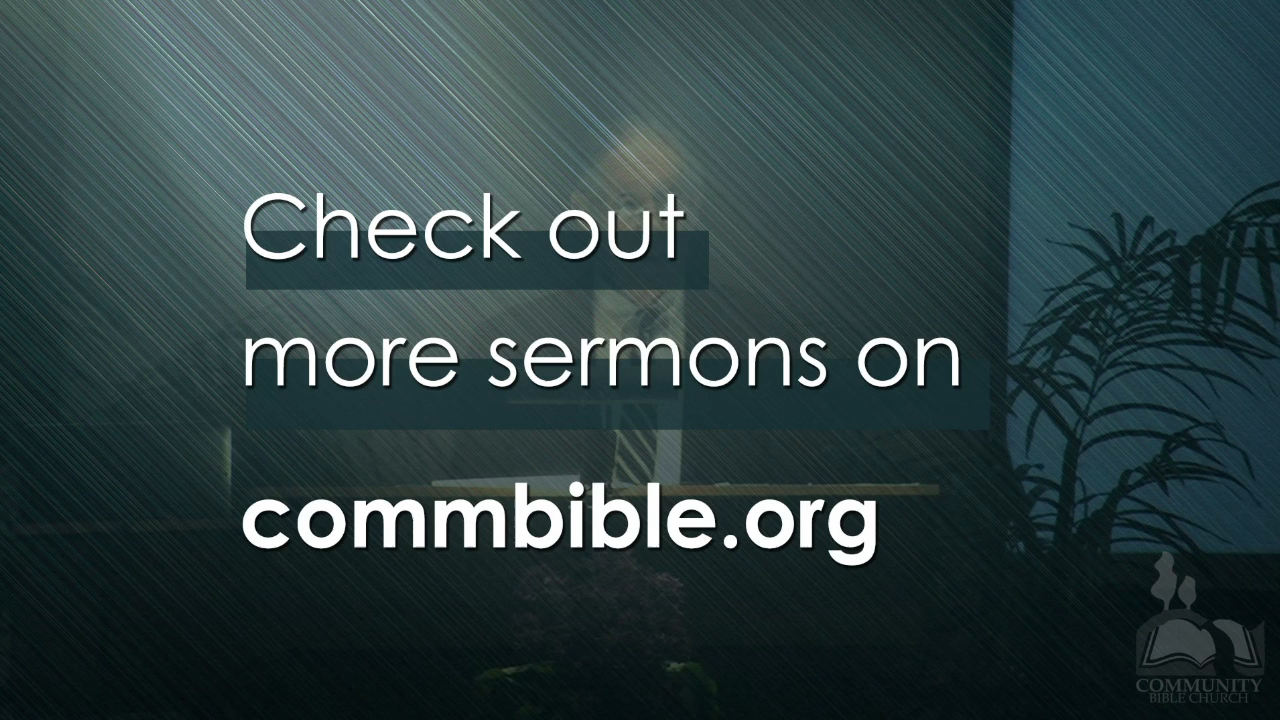 Check out
more sermons on
commbible.org
COMMUNITY
BIBLE CHURCH